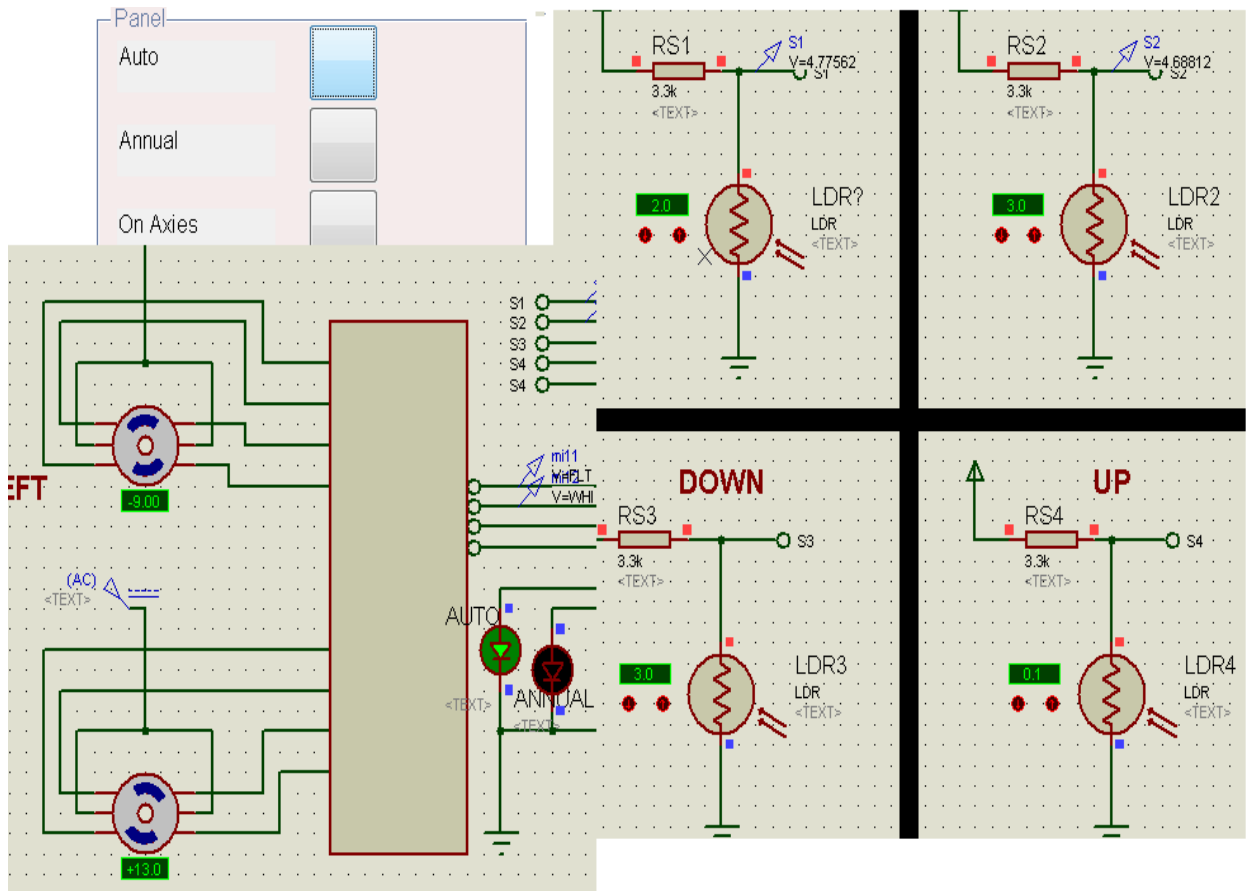 Panel
Auto
Annual
On Axies
RS1
3.3k
<TEXT>
S1
V=4.77562
S1
2.0
LDR?
LDR
<TEXT>
RS2
3.3k
<TEXT>
S2
V=4.68812
S2
3.0
LDR2
LDR
<TEXT>
S1
S2
S3
S4
S4
EFT
-9.00
mi11
V=WHI
(AC)
<TEXT>
AUTO
<TEXT>
ANNUAL
<TEXT>
+13.0
DOWN
RS3
3.3k
<TEXT>
S3
3.0
LDR3
LDR
<TEXT>
UP
RS4
3.3k
<TEXT>
S4
0.1
LDR4
LDR
<TEXT>